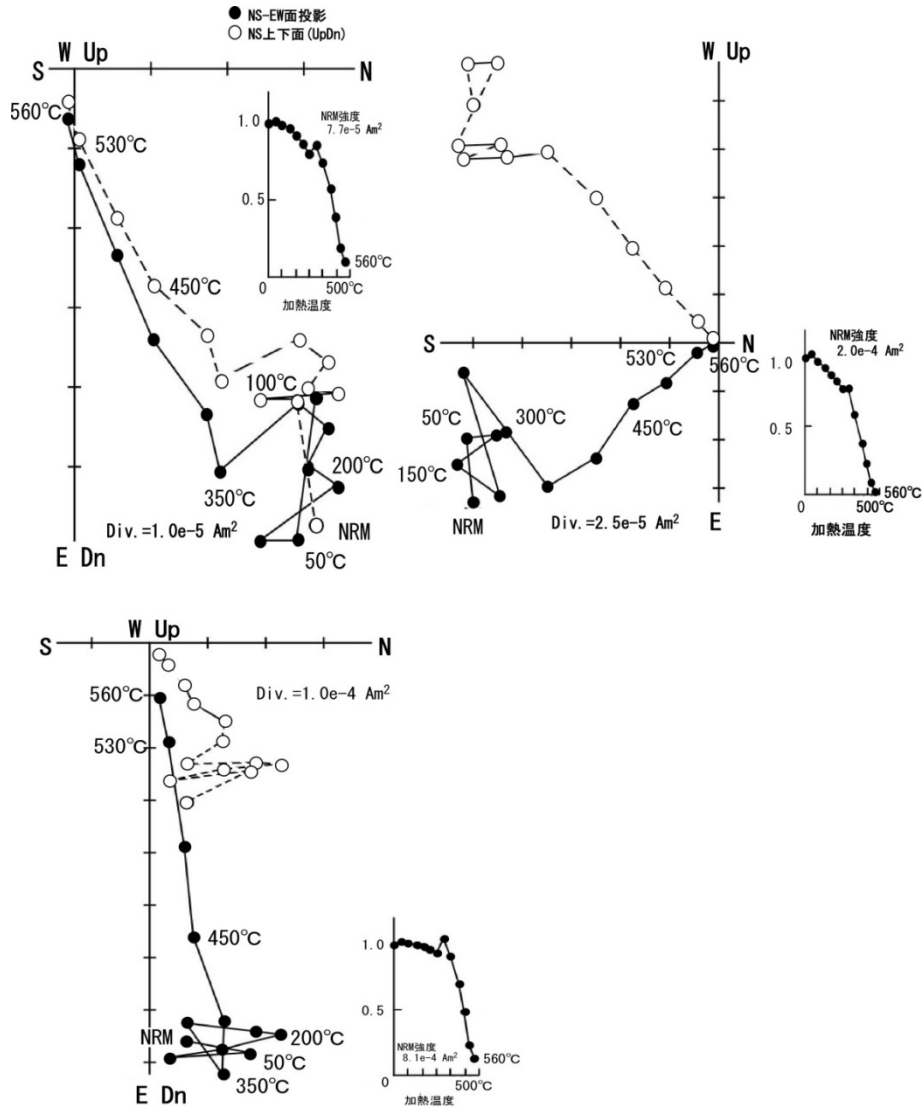 ● NS-EW面投影
○ NS上下面(UpDn)
W Up
S
N
560℃
530℃
450℃
350℃
100℃
200℃
NRM
50℃
Div.=1.0e-5 Am²
E Dn
NRM強度
7.7e-5 Am²
1.0
0.5
560℃
0
500℃
加熱温度
W Up
S
N
530℃
560℃
50℃
300℃
450℃
150℃
NRM
Div.=2.5e-5 Am²
E
NRM強度
2.0e-4 Am²
1.0
0.5
560℃
0
500℃
加熱温度
W Up
S
N
560℃
Div.=1.0e-4 Am²
530℃
450℃
NRM
200℃
50℃
350℃
E Dn
1.0
0.5
NRM強度
8.1e-4 Am²
560℃
0
500℃
加熱温度